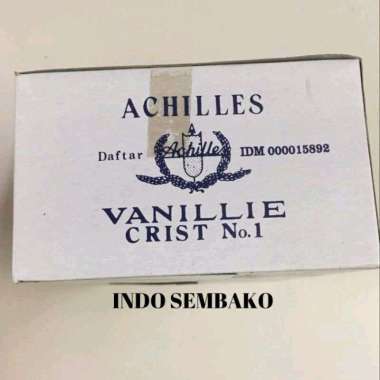 ACHILLES
Daftar Achilles IDM 000015892
VANILLIE
CRIST No.1
INDO SEMBAKO